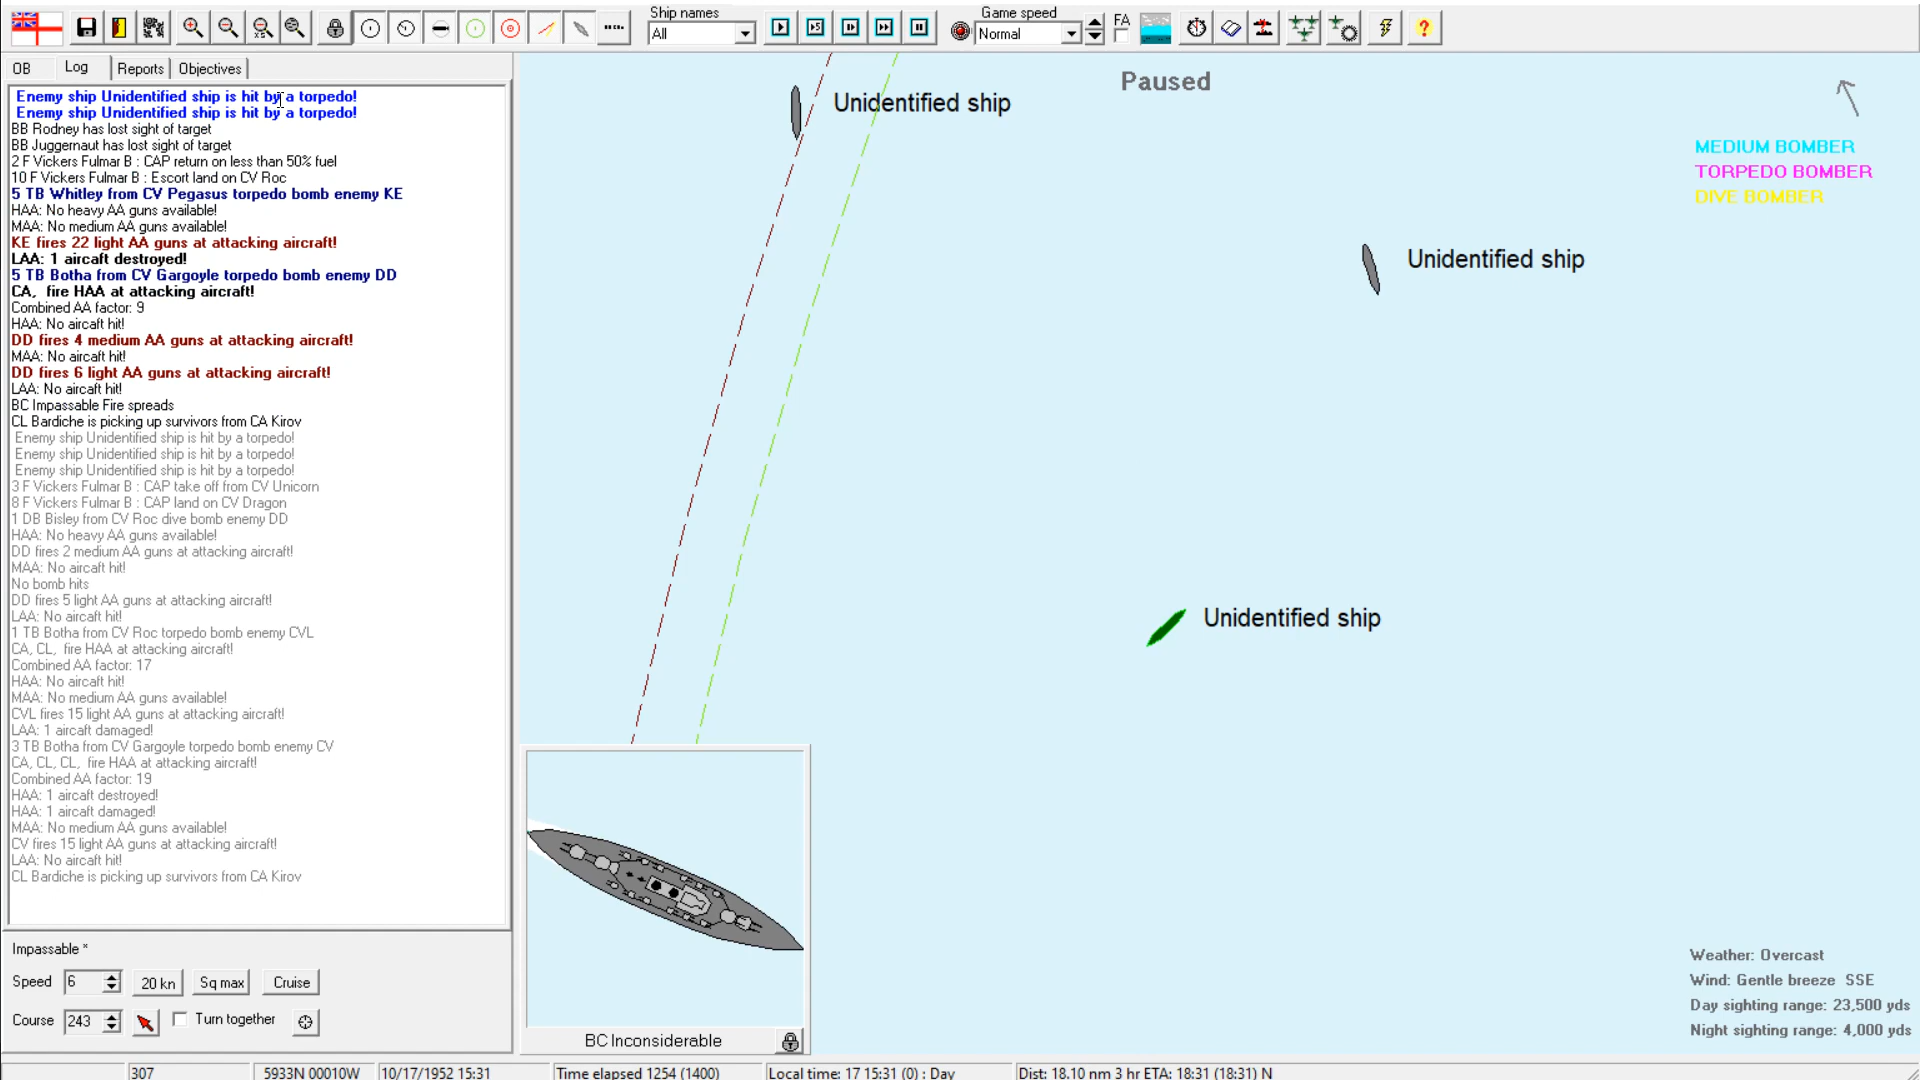 Ship names
All
Game speed
Normal
FA
OB
Log
Reports
Objectives
Enemy ship Unidentified ship is hit by a torpedo!
Enemy ship Unidentified ship is hit by a torpedo!
BB Rodney has lost sight of target
BB Juggernaut has lost sight of target
2 F Vickers Fulmar B : CAP return on less than 50% fuel
10 F Vickers Fulmar B : Escort land on CV Roc
5 TB Whitley from CV Pegasus torpedo bomb enemy KE
HAA: No heavy AA guns available!
MAA: No medium AA guns available!
KE fires 22 light AA guns at attacking aircraft!
LAA: 1 aircaft destroyed!
5 TB Botha from CV Gargoyle torpedo bomb enemy DD
CA,  fire HAA at attacking aircraft!
Combined AA factor: 9
HAA: No aircaft hit!
DD fires 4 medium AA guns at attacking aircraft!
MAA: No aircaft hit!
DD fires 6 light AA guns at attacking aircraft!
LAA: No aircaft hit!
BC Impassable Fire spreads
CL Bardiche is picking up survivors from CA Kirov
Enemy ship Unidentified ship is hit by a torpedo!
Enemy ship Unidentified ship is hit by a torpedo!
Enemy ship Unidentified ship is hit by a torpedo!
3 F Vickers Fulmar B : CAP take off from CV Unicorn
8 F Vickers Fulmar B : CAP land on CV Dragon
1 DB Bisley from CV Roc dive bomb enemy DD
HAA: No heavy AA guns available!
DD fires 2 medium AA guns at attacking aircraft!
MAA: No aircaft hit!
No bomb hits
DD fires 5 light AA guns at attacking aircraft!
LAA: No aircaft hit!
1 TB Botha from CV Roc torpedo bomb enemy CVL
CA, CL,  fire HAA at attacking aircraft!
Combined AA factor: 17
HAA: No aircaft hit!
MAA: No medium AA guns available!
CVL fires 15 light AA guns at attacking aircraft!
LAA: 1 aircaft damaged!
3 TB Botha from CV Gargoyle torpedo bomb enemy CV
CA, CL, CL,  fire HAA at attacking aircraft!
Combined AA factor: 19
HAA: 1 aircaft destroyed!
HAA: 1 aircaft damaged!
MAA: No medium AA guns available!
CV fires 15 light AA guns at attacking aircraft!
LAA: No aircaft hit!
CL Bardiche is picking up survivors from CA Kirov
Impassable *
Speed 6 20 kn Sq max Cruise
Course 243 Turn together
Paused
Unidentified ship
MEDIUM BOMBER
TORPEDO BOMBER
DIVE BOMBER
Unidentified ship
Unidentified ship
BC Inconsiderable
Weather: Overcast
Wind: Gentle breeze  SSE
Day sighting range: 23,500 yds
Night sighting range: 4,000 yds
307 5933N 00010W 10/17/1952 15:31 Time elapsed 1254 (1400) Local time: 17 15:31 (0) : Day Dist: 18.10 nm 3 hr ETA: 18:31 (18:31) N